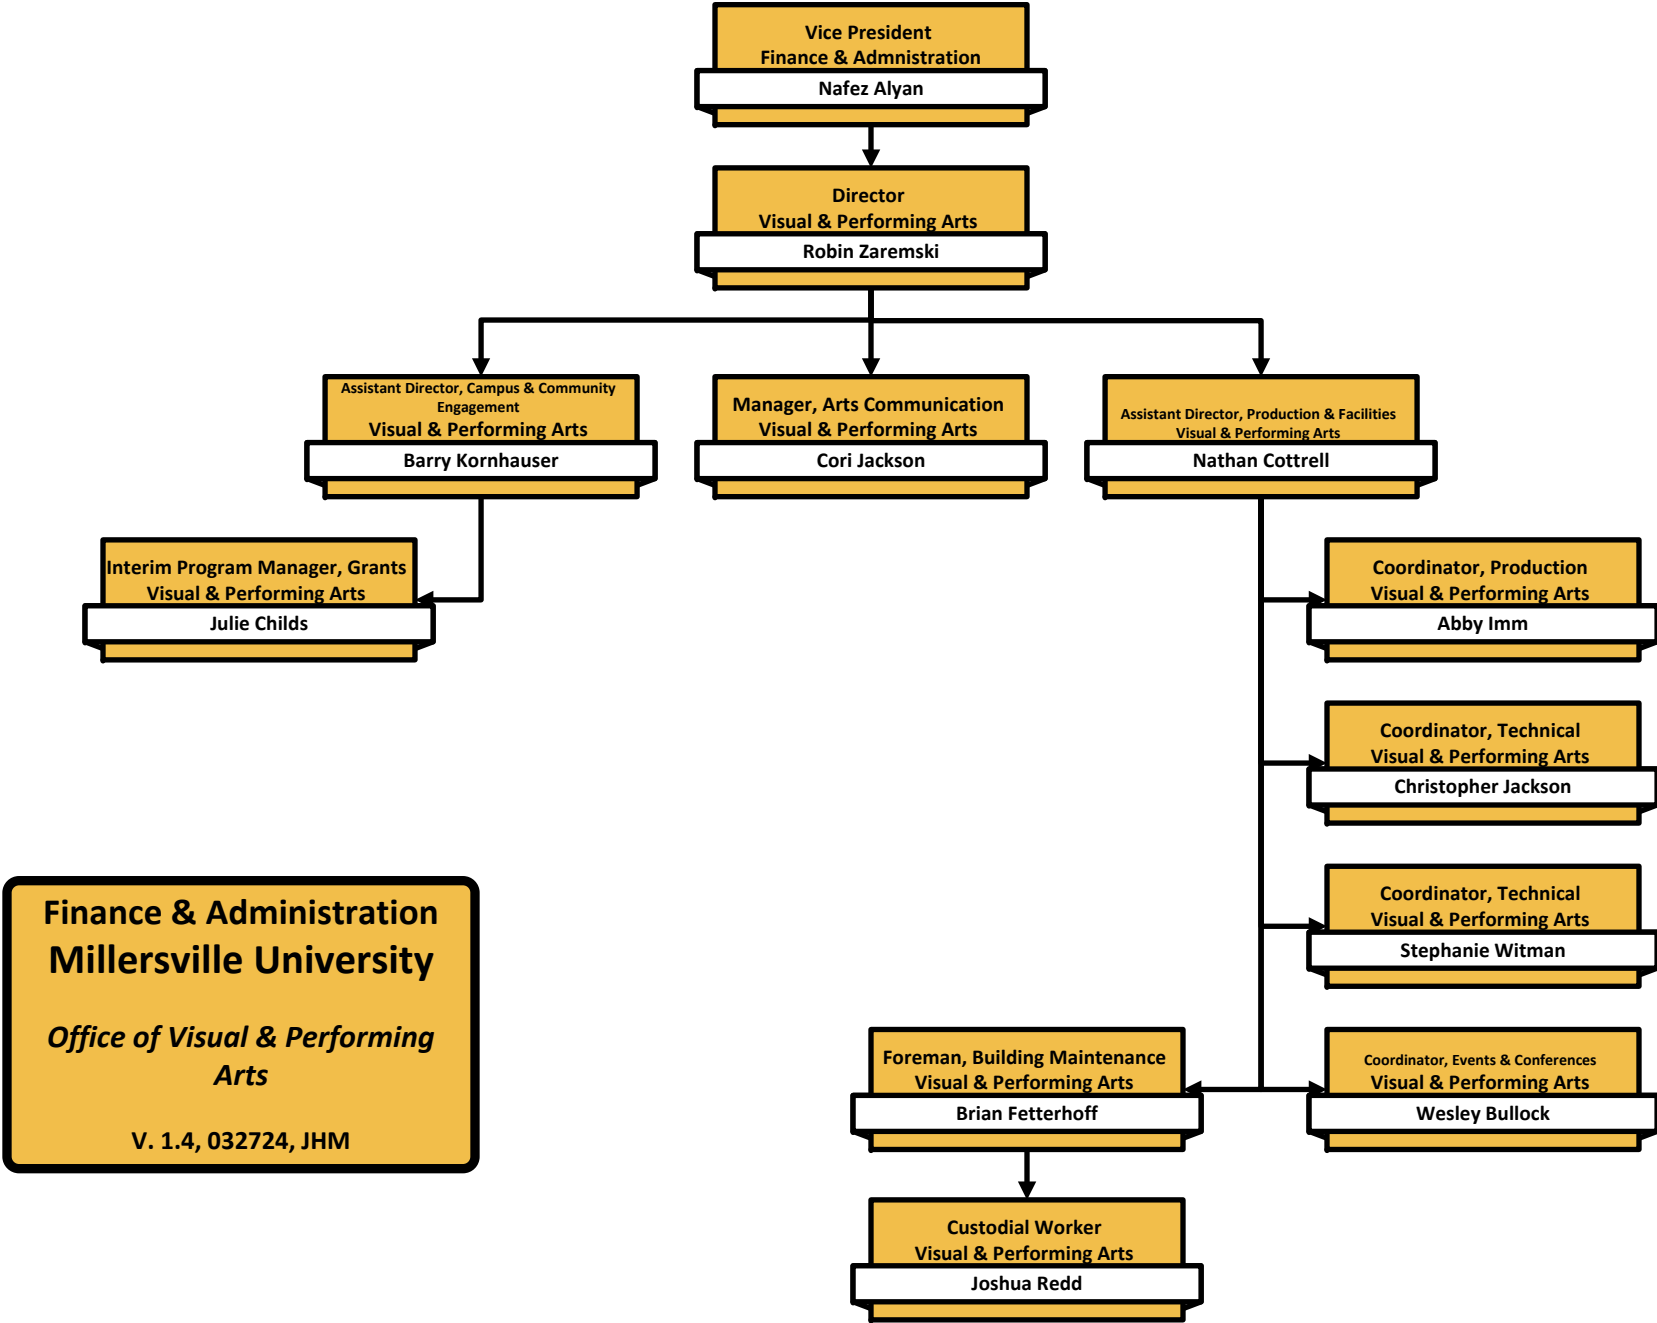 Vice President
Finance & Admnistration
Nafez Alyan
Director
Visual & Performing Arts
Robin Zaremski
Assistant Director, Campus & Community
Engagement
Visual & Performing Arts
Barry Kornhauser
Manager, Arts Communication
Visual & Performing Arts
Cori Jackson
Assistant Director, Production & Facilities
Visual & Performing Arts
Nathan Cottrell
Interim Program Manager, Grants
Visual & Performing Arts
Julie Childs
Coordinator, Production
Visual & Performing Arts
Abby Imm
Coordinator, Technical
Visual & Performing Arts
Christopher Jackson
Coordinator, Technical
Visual & Performing Arts
Stephanie Witman
Foreman, Building Maintenance
Visual & Performing Arts
Brian Fetterhoff
Coordinator, Events & Conferences
Visual & Performing Arts
Wesley Bullock
Custodial Worker
Visual & Performing Arts
Joshua Redd
Finance & Administration
Millersville University
Office of Visual & Performing
Arts
V. 1.4, 032724, JHM